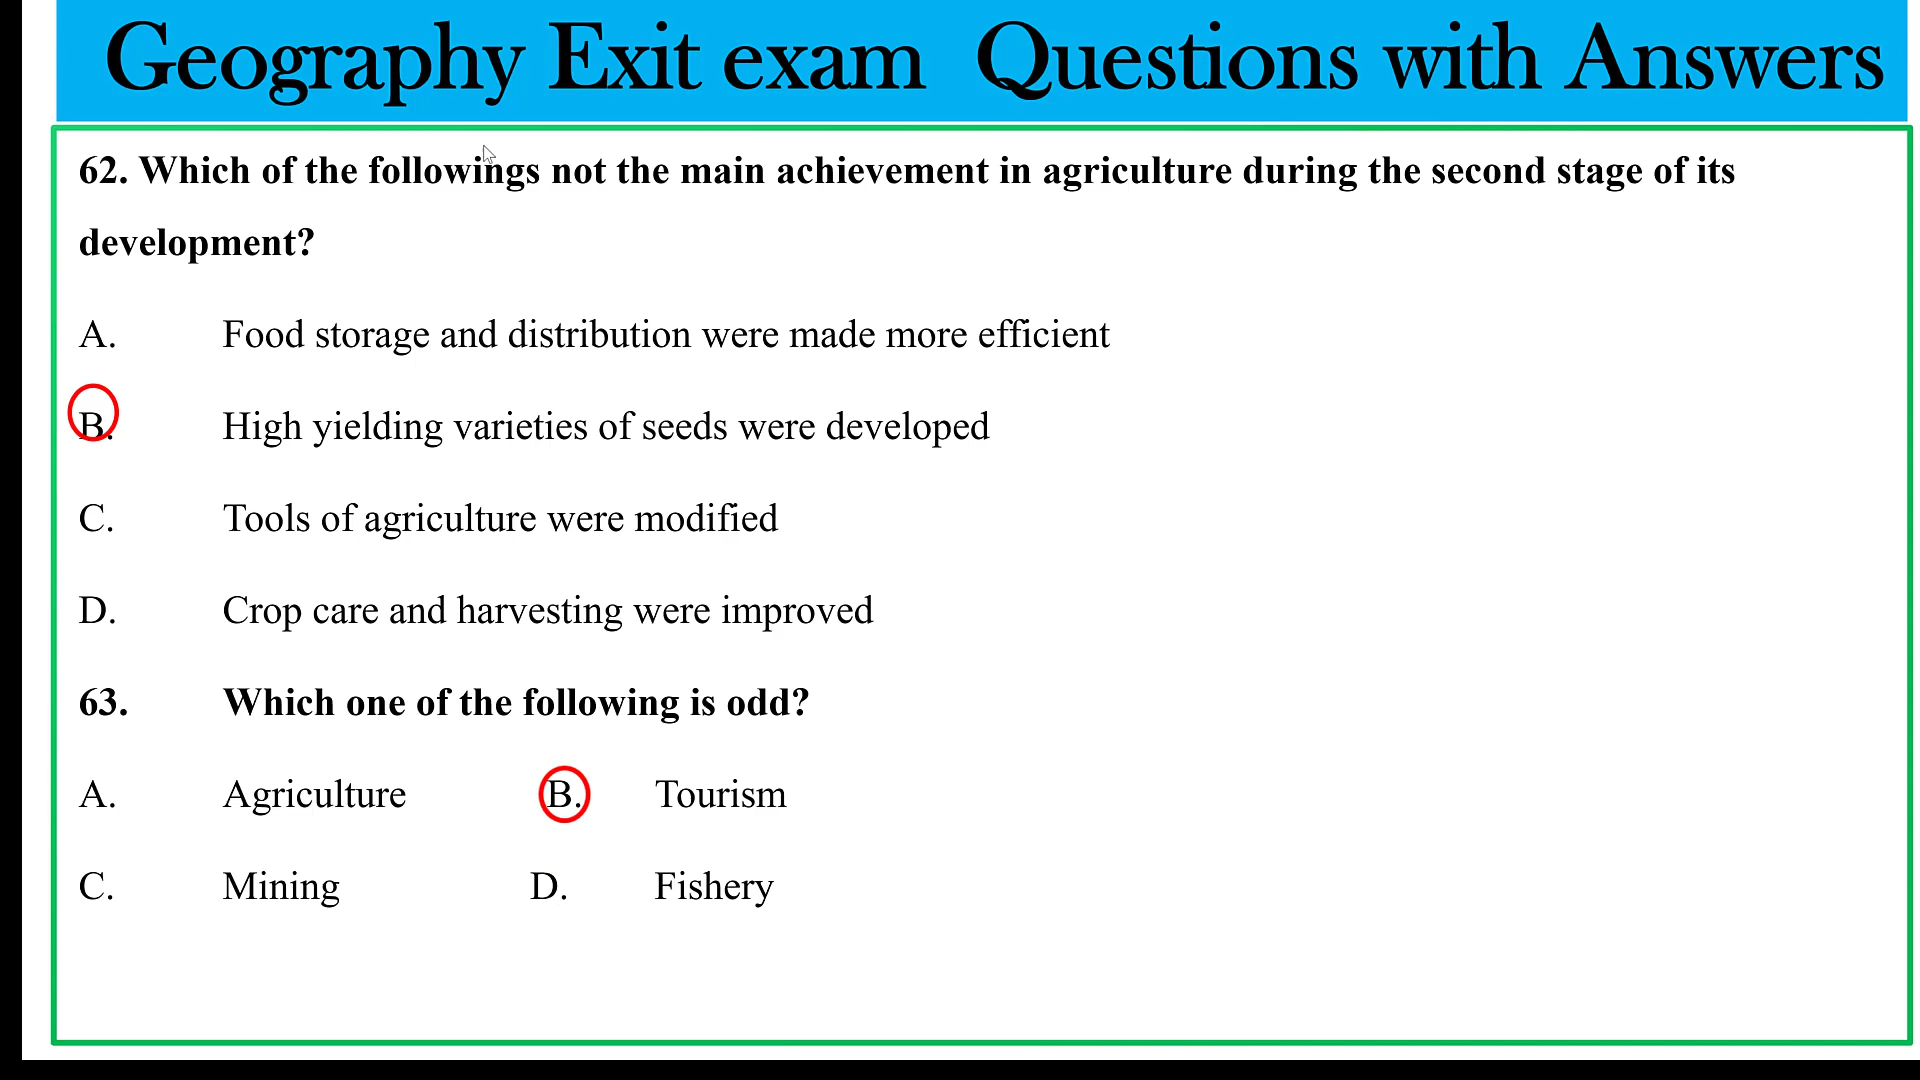 Geography Exit exam Questions with Answers
62. Which of the followings not the main achievement in agriculture during the second stage of its
development?
A. Food storage and distribution were made more efficient
B. High yielding varieties of seeds were developed
C. Tools of agriculture were modified
D. Crop care and harvesting were improved
63. Which one of the following is odd?
A. Agriculture B. Tourism
C. Mining D. Fishery